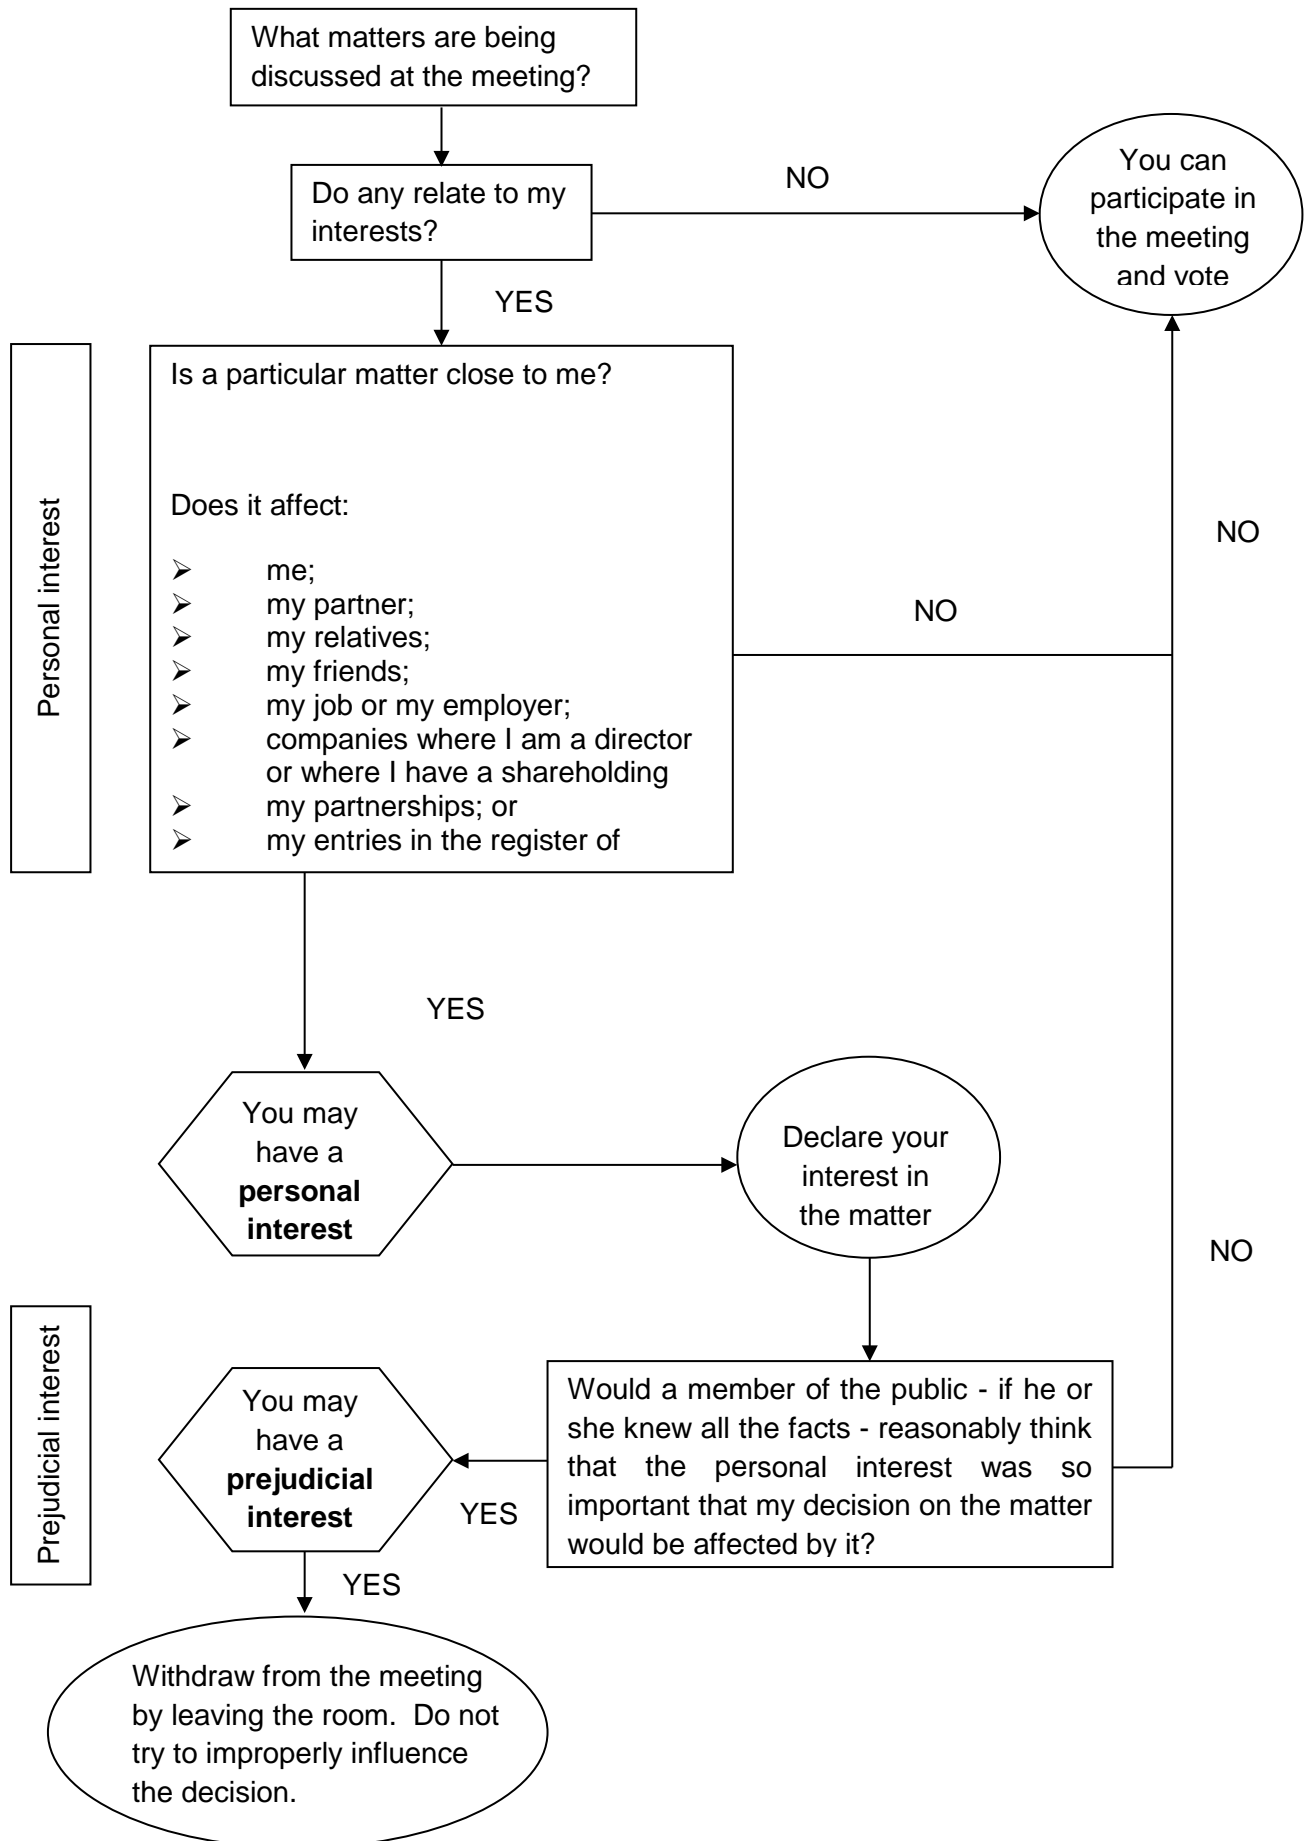 What matters are being
discussed at the meeting?
Do any relate to my
interests?
NO
You can
participate in
the meeting
and vote
YES
Personal interest
Is a particular matter close to me?
Does it affect:
➢ me;
➢ my partner;
➢ my relatives;
➢ my friends;
➢ my job or my employer;
➢ companies where I am a director
or where I have a shareholding
➢ my partnerships; or
➢ my entries in the register of
NO
NO
YES
You may
have a
personal
interest
Declare your
interest in
the matter
NO
Prejudicial interest
You may
have a
prejudicial
interest
YES
Would a member of the public - if he or
she knew all the facts - reasonably think
that the personal interest was so
important that my decision on the matter
would be affected by it?
YES
Withdraw from the meeting
by leaving the room. Do not
try to improperly influence
the decision.